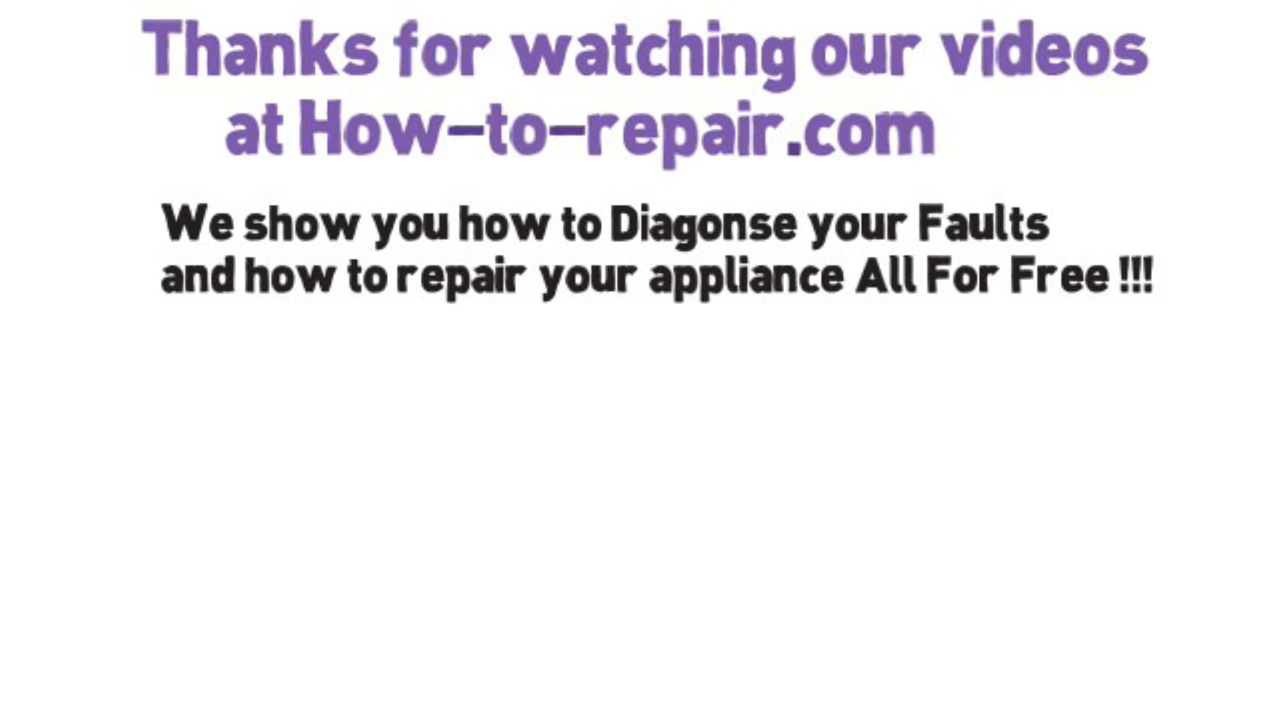 Thanks for watching our videos
at How-to-repair.com
We show you how to Diagonse your Faults
and how to repair your appliance All For Free !!!